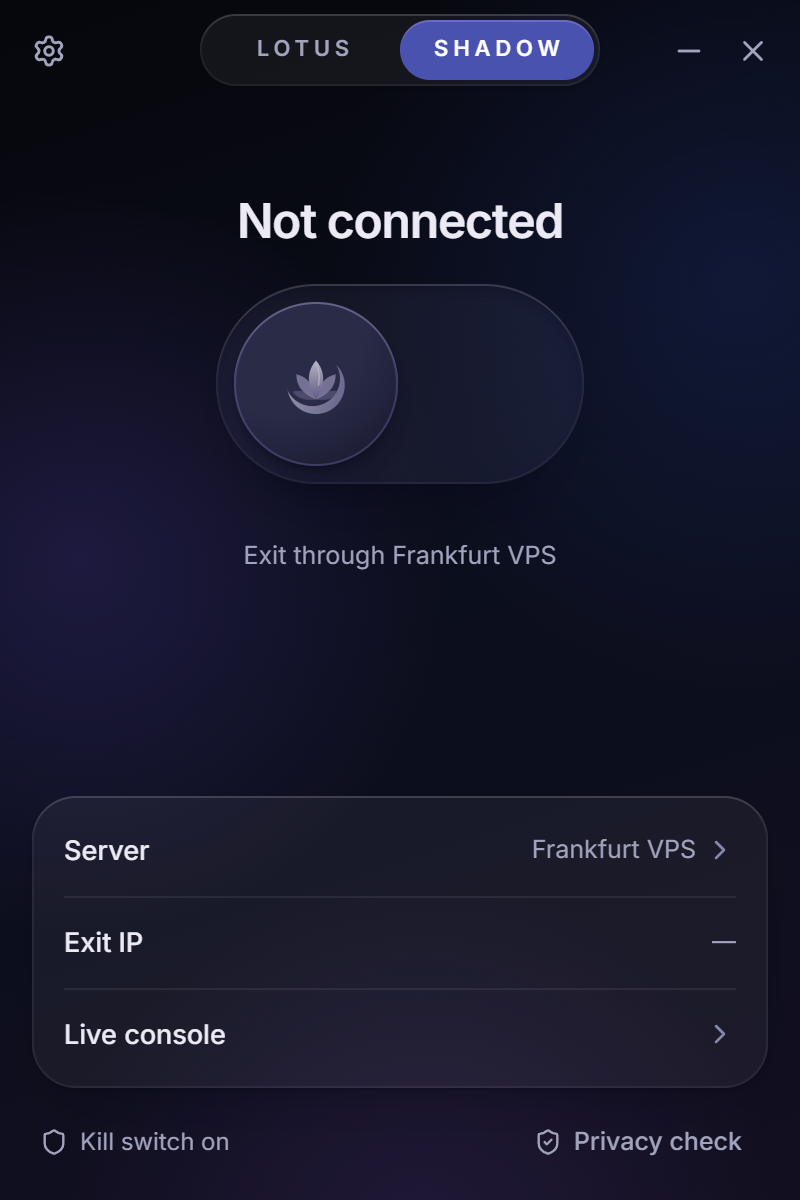 LOTUS SHADOW
Not connected
Exit through Frankfurt VPS
Server Frankfurt VPS
Exit IP —
Live console
Kill switch on Privacy check